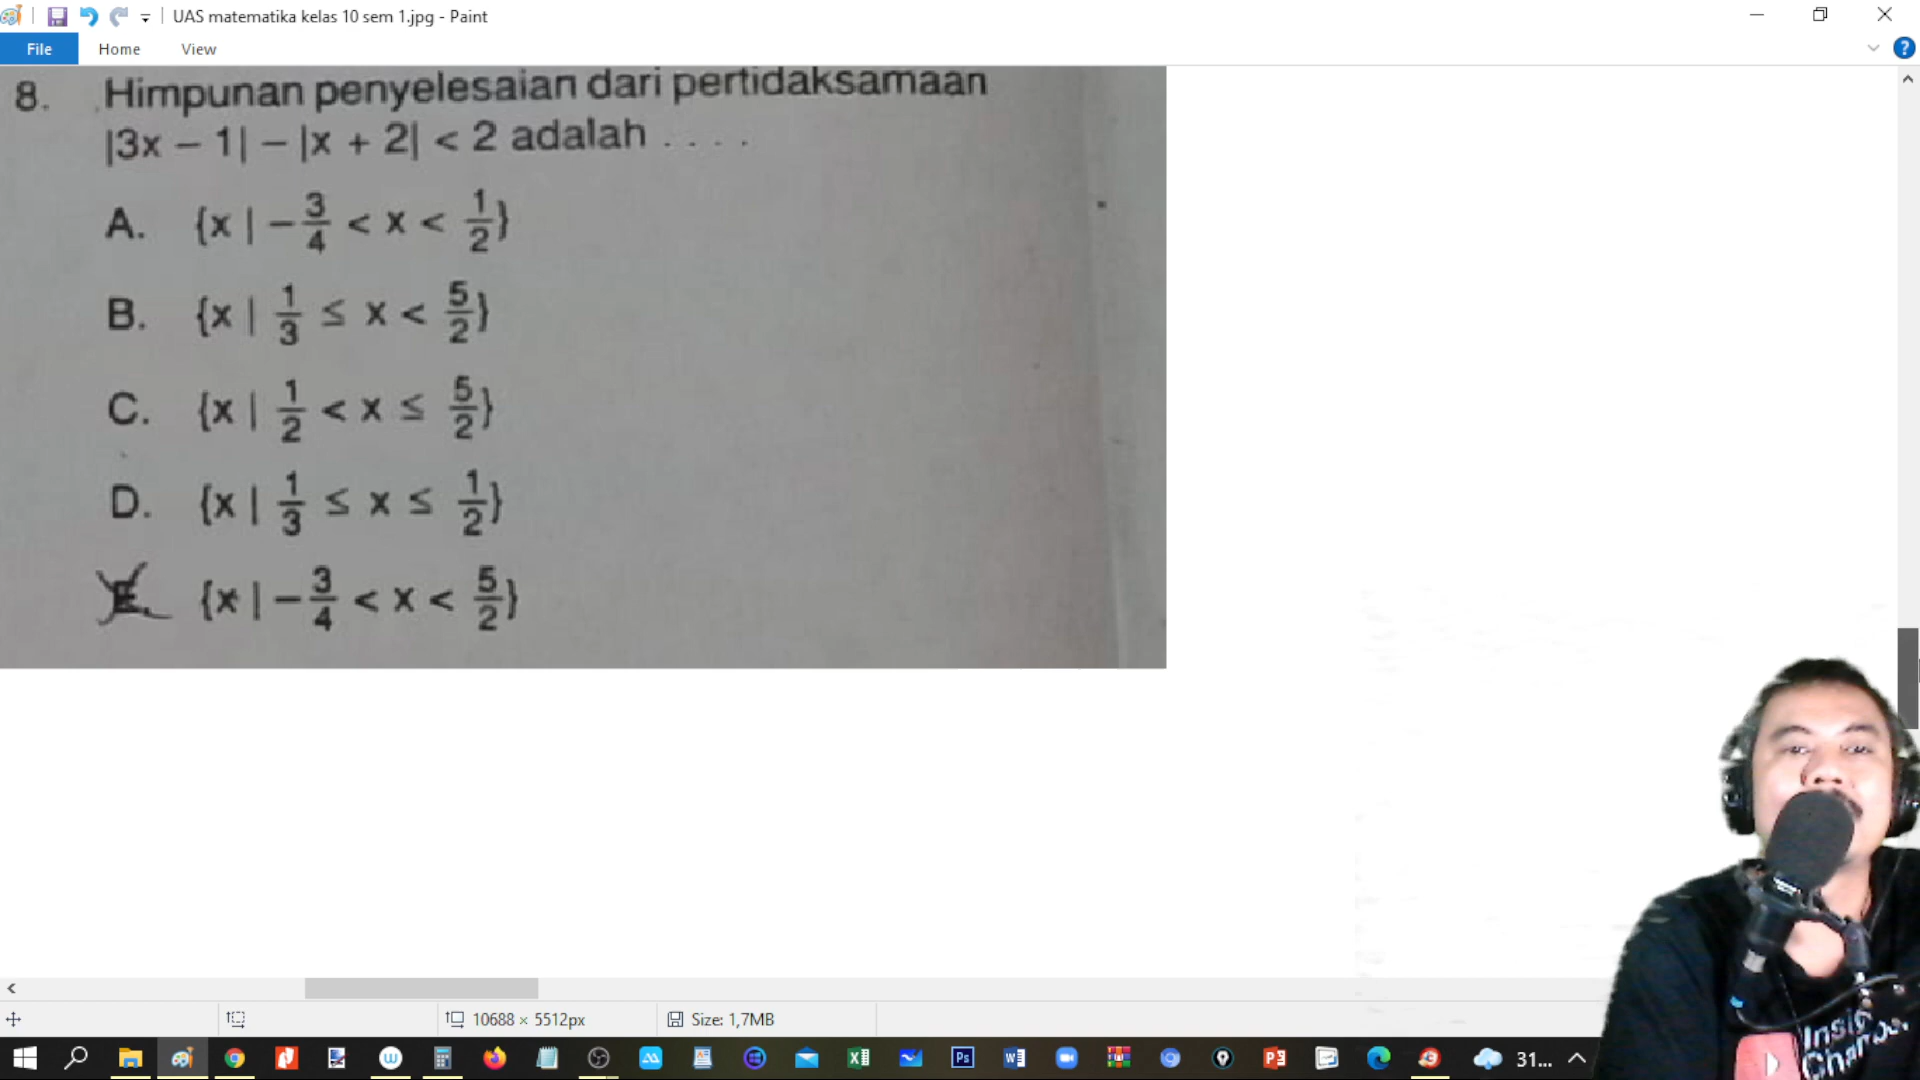 UAS matematika kelas 10 sem 1.jpg - Paint
File Home View
8. Himpunan penyelesaian dari pertidaksamaan
|3x – 1| – |x + 2| < 2 adalah . . . .
A. {x | –3/4 < x < 1/2}
B. {x | 1/3 ≤ x < 5/2}
C. {x | 1/2 < x ≤ 5/2}
D. {x | 1/3 ≤ x ≤ 1/2}
E. {x | –3/4 < x < 5/2}
10688 × 5512px
Size: 1,7MB
31...